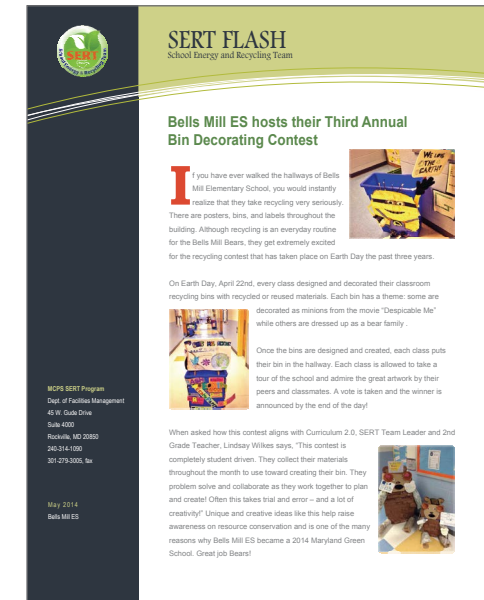 SERT
School Energy & Recycling Team
SERT FLASH
School Energy and Recycling Team
Bells Mill ES hosts their Third Annual
Bin Decorating Contest
WE LOVE
THE
EARTH!
If you have ever walked the hallways of Bells
Mill Elementary School, you would instantly
realize that they take recycling very seriously.
There are posters, bins, and labels throughout the
building. Although recycling is an everyday routine
for the Bells Mill Bears, they get extremely excited
for the recycling contest that has taken place on Earth Day the past three years.
On Earth Day, April 22nd, every class designed and decorated their classroom
recycling bins with recycled or reused materials. Each bin has a theme: some are
decorated as minions from the movie “Despicable Me”
while others are dressed up as a bear family .
Once the bins are designed and created, each class puts
their bin in the hallway. Each class is allowed to take a
tour of the school and admire the great artwork by their
peers and classmates. A vote is taken and the winner is
announced by the end of the day!
When asked how this contest aligns with Curriculum 2.0, SERT Team Leader and 2nd
Grade Teacher, Lindsay Wilkes says, “This contest is
completely student driven. They collect their materials
throughout the month to use toward creating their bin. They
problem solve and collaborate as they work together to plan
and create! Often this takes trial and error – and a lot of
creativity!” Unique and creative ideas like this help raise
awareness on resource conservation and is one of the many
reasons why Bells Mill ES became a 2014 Maryland Green
School. Great job Bears!
MCPS SERT Program
Dept. of Facilities Management
45 W. Gude Drive
Suite 4000
Rockville, MD 20850
240-314-1090
301-279-3005, fax
May 2014
Bells Mill ES